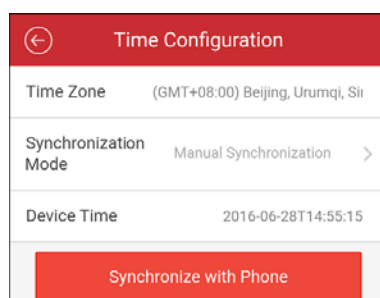 Time Configuration
Time Zone (GMT+08:00) Beijing, Urumqi, Sin
Synchronization
Mode
Manual Synchronization
Device Time 2016-06-28T14:55:15
Synchronize with Phone